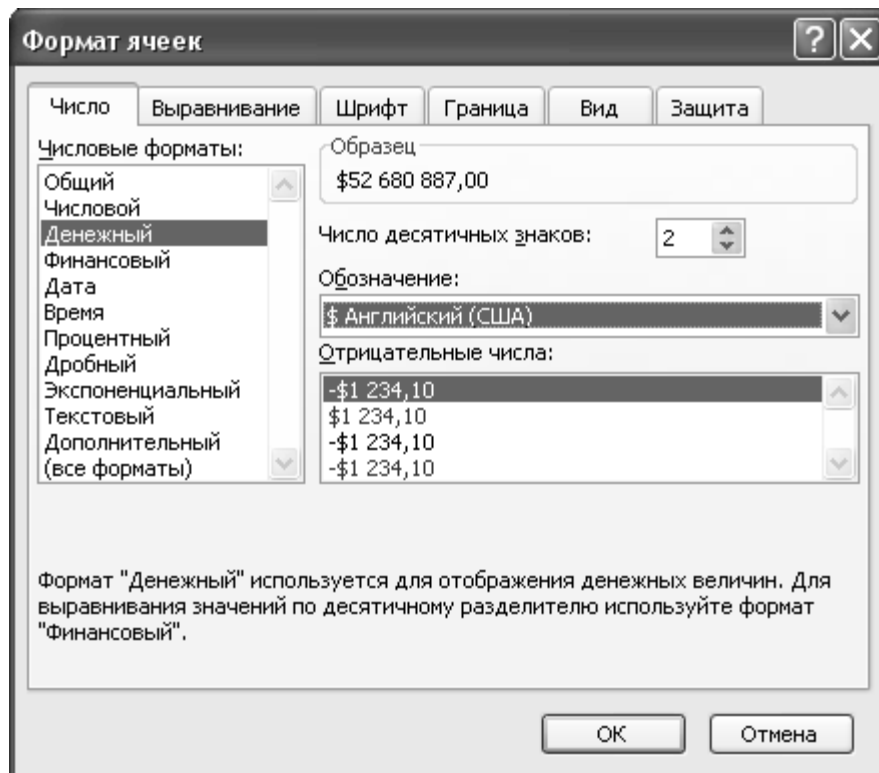 Формат ячеек
Число Выравнивание Шрифт Граница Вид Защита
Числовые форматы:
Общий
Числовой
Денежный
Финансовый
Дата
Время
Процентный
Дробный
Экспоненциальный
Текстовый
Дополнительный
(все форматы)
Образец
$52 680 887,00
Число десятичных знаков: 2
Обозначение:
$ Английский (США)
Отрицательные числа:
-$1 234,10
$1 234,10
-$1 234,10
-$1 234,10
Формат "Денежный" используется для отображения денежных величин. Для
выравнивания значений по десятичному разделителю используйте формат
"Финансовый".
ОК Отмена